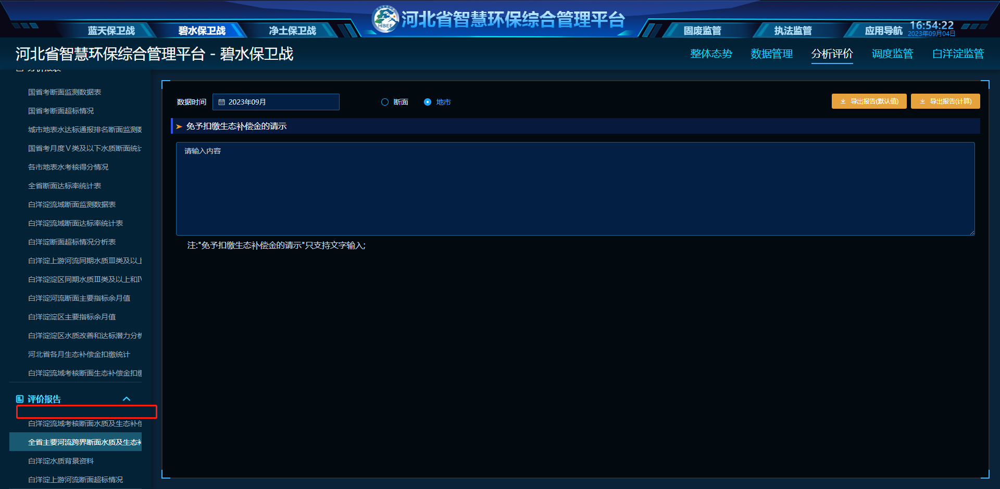 河北省智慧环保综合管理平台
HBEE
蓝天保卫战
碧水保卫战
净土保卫战
固废监管
执法监管
应用导航
16:54:22
2023年09月04日
河北省智慧环保综合管理平台 - 碧水保卫战
整体态势
数据管理
分析评价
调度监管
白洋淀监管
分析报表
国省考断面监测数据表
国省考断面超标情况
城市地表水达标通报排名断面监测数
国省考月度Ⅴ类及以下水质断面统计
各市地表水考核得分情况
全省断面达标率统计表
白洋淀流域断面监测数据表
白洋淀流域断面达标率统计表
白洋淀断面超标情况分析表
白洋淀上游河流同期水质Ⅲ类及以上
白洋淀淀区同期水质Ⅲ类及以上和Ⅳ
白洋淀河流断面主要指标余月值
白洋淀淀区主要指标余月值
白洋淀淀区水质改善和达标潜力分析
河北省各月生态补偿金扣缴统计
白洋淀流域考核断面生态补偿金扣缴
评价报告
白洋淀流域考核断面水质及生态补偿
全省主要河流跨界断面水质及生态补
白洋淀水质背景资料
白洋淀上游河流断面超标情况
数据时间
2023年09月
断面
地市
导出报告(默认值)
导出报告(计算)
免予扣缴生态补偿金的请示
请输入内容
注:"免予扣缴生态补偿金的请示"只支持文字输入;